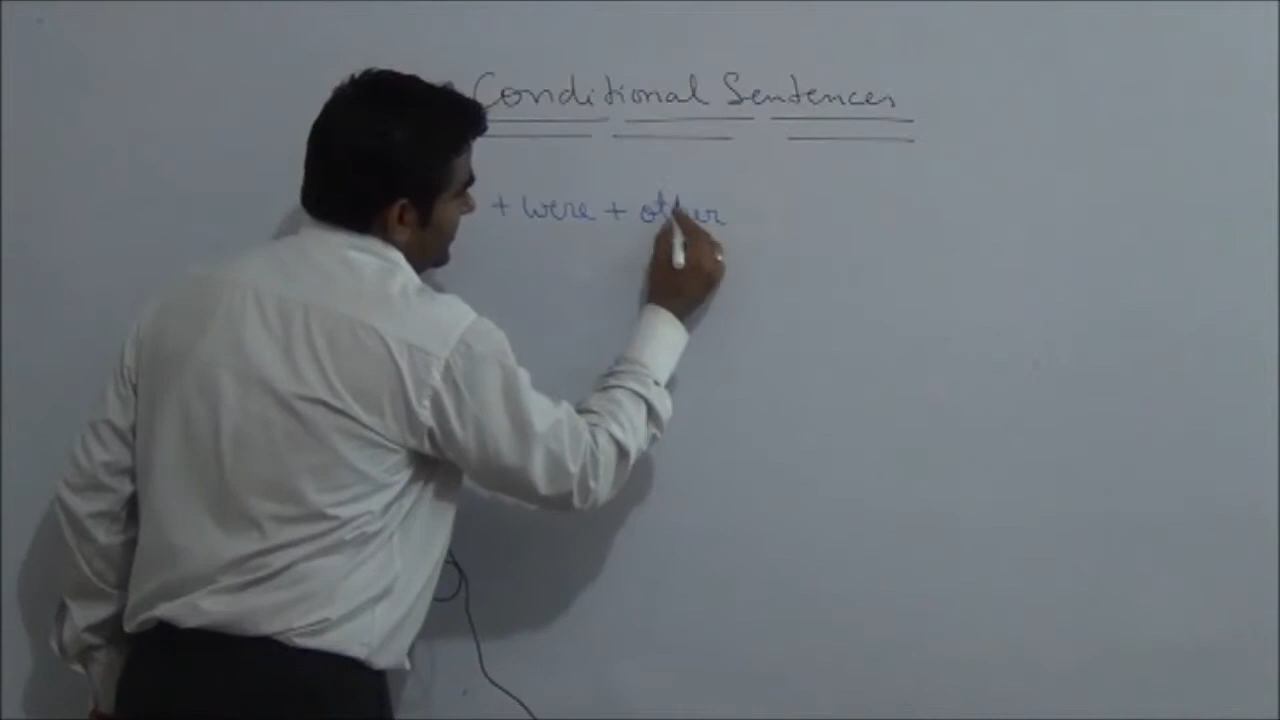 Conditional Sentences
+ were + other